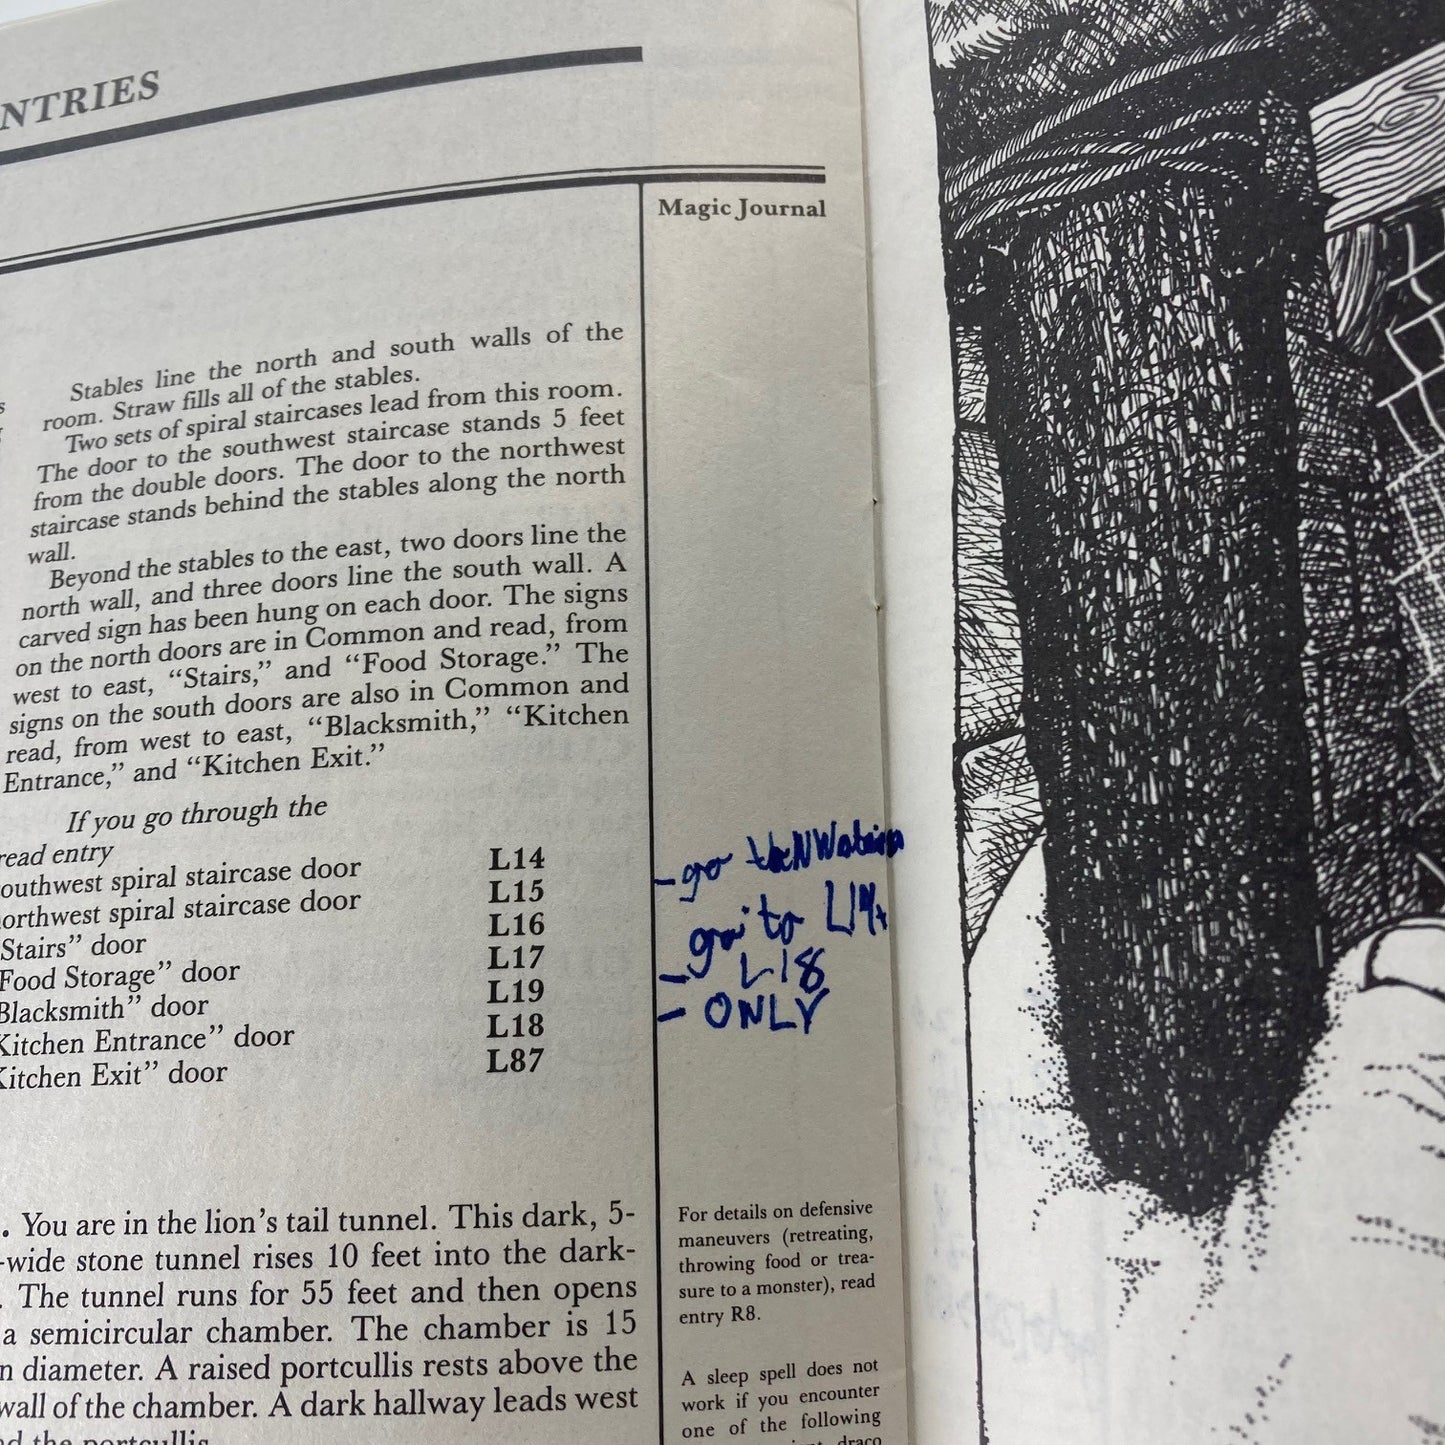 NTRIES
Magic Journal
Stables line the north and south walls of the
room. Straw fills all of the stables.
Two sets of spiral staircases lead from this room.
The door to the southwest staircase stands 5 feet
from the double doors. The door to the northwest
staircase stands behind the stables along the north
wall.
Beyond the stables to the east, two doors line the
north wall, and three doors line the south wall. A
carved sign has been hung on each door. The signs
on the north doors are in Common and read, from
west to east, “Stairs,” and “Food Storage.” The
signs on the south doors are also in Common and
read, from west to east, “Blacksmith,” “Kitchen
Entrance,” and “Kitchen Exit.”
If you go through the
read entry
outhwest spiral staircase door L14
orthwest spiral staircase door L15
Stairs” door L16
Food Storage” door L17
Blacksmith” door L19
Kitchen Entrance” door L18
Kitchen Exit” door L87
- go
to
- L18
- ONLY
. You are in the lion’s tail tunnel. This dark, 5-
-wide stone tunnel rises 10 feet into the dark-
. The tunnel runs for 55 feet and then opens
a semicircular chamber. The chamber is 15
n diameter. A raised portcullis rests above the
wall of the chamber. A dark hallway leads west
d the portcullis.
For details on defensive
maneuvers (retreating,
throwing food or trea-
sure to a monster), read
entry R8.
A sleep spell does not
work if you encounter
one of the following
draco